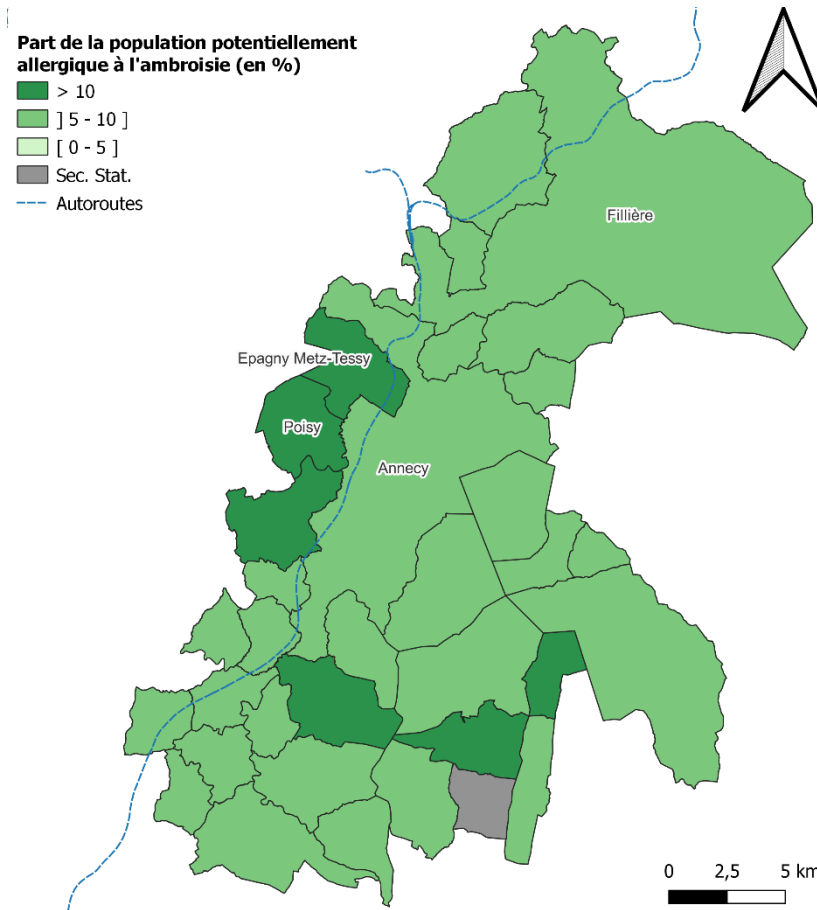 Part de la population potentiellement
allergique à l'ambroisie (en %)
> 10
] 5 - 10 ]
[ 0 - 5 ]
Sec. Stat.
Autoroutes
Fillière
Epagny Metz-Tessy
Poisy
Annecy
0 2,5 5 km